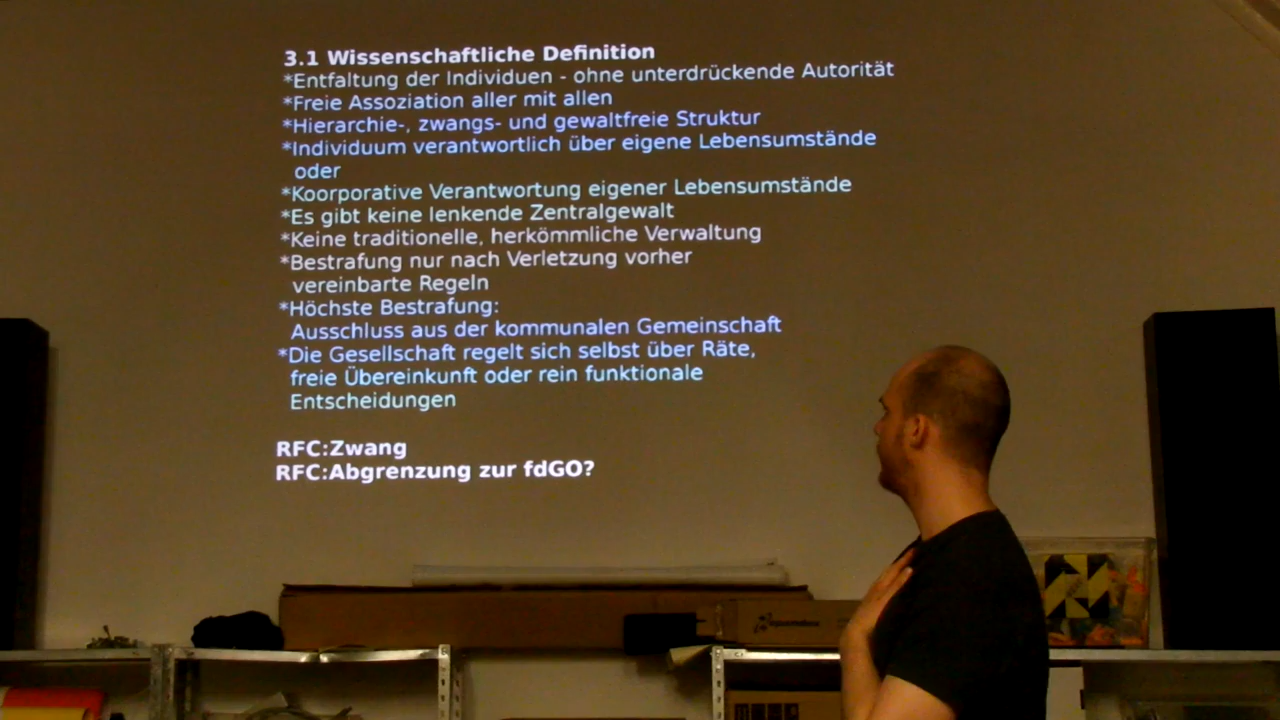 3.1 Wissenschaftliche Definition
*Entfaltung der Individuen - ohne unterdrückende Autorität
*Freie Assoziation aller mit allen
*Hierarchie-, zwangs- und gewaltfreie Struktur
*Individuum verantwortlich über eigene Lebensumstände
oder
*Koorporative Verantwortung eigener Lebensumstände
*Es gibt keine lenkende Zentralgewalt
*Keine traditionelle, herkömmliche Verwaltung
*Bestrafung nur nach Verletzung vorher
vereinbarte Regeln
*Höchste Bestrafung:
Ausschluss aus der kommunalen Gemeinschaft
*Die Gesellschaft regelt sich selbst über Räte,
freie Übereinkunft oder rein funktionale
Entscheidungen
RFC:Zwang
RFC:Abgrenzung zur fdGO?